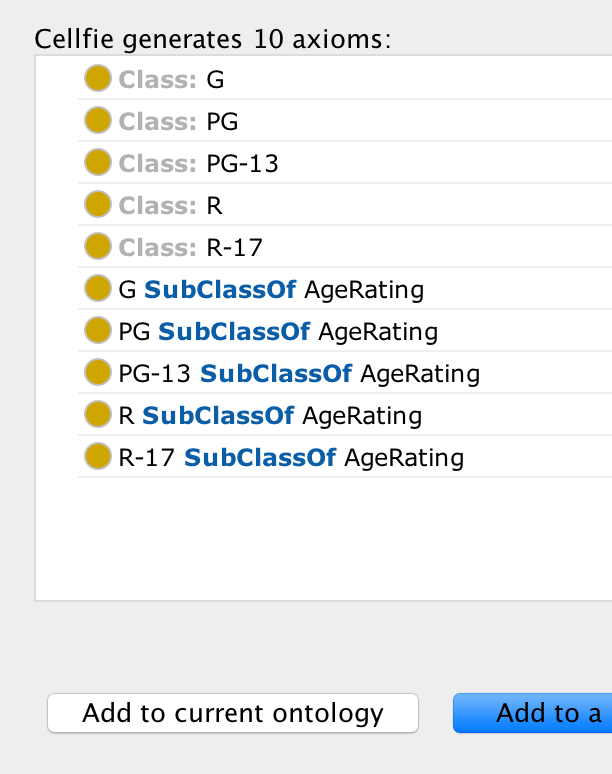 Cellfie generates 10 axioms:
Class: G
Class: PG
Class: PG-13
Class: R
Class: R-17
G SubClassOf AgeRating
PG SubClassOf AgeRating
PG-13 SubClassOf AgeRating
R SubClassOf AgeRating
R-17 SubClassOf AgeRating
Add to current ontology
Add to a